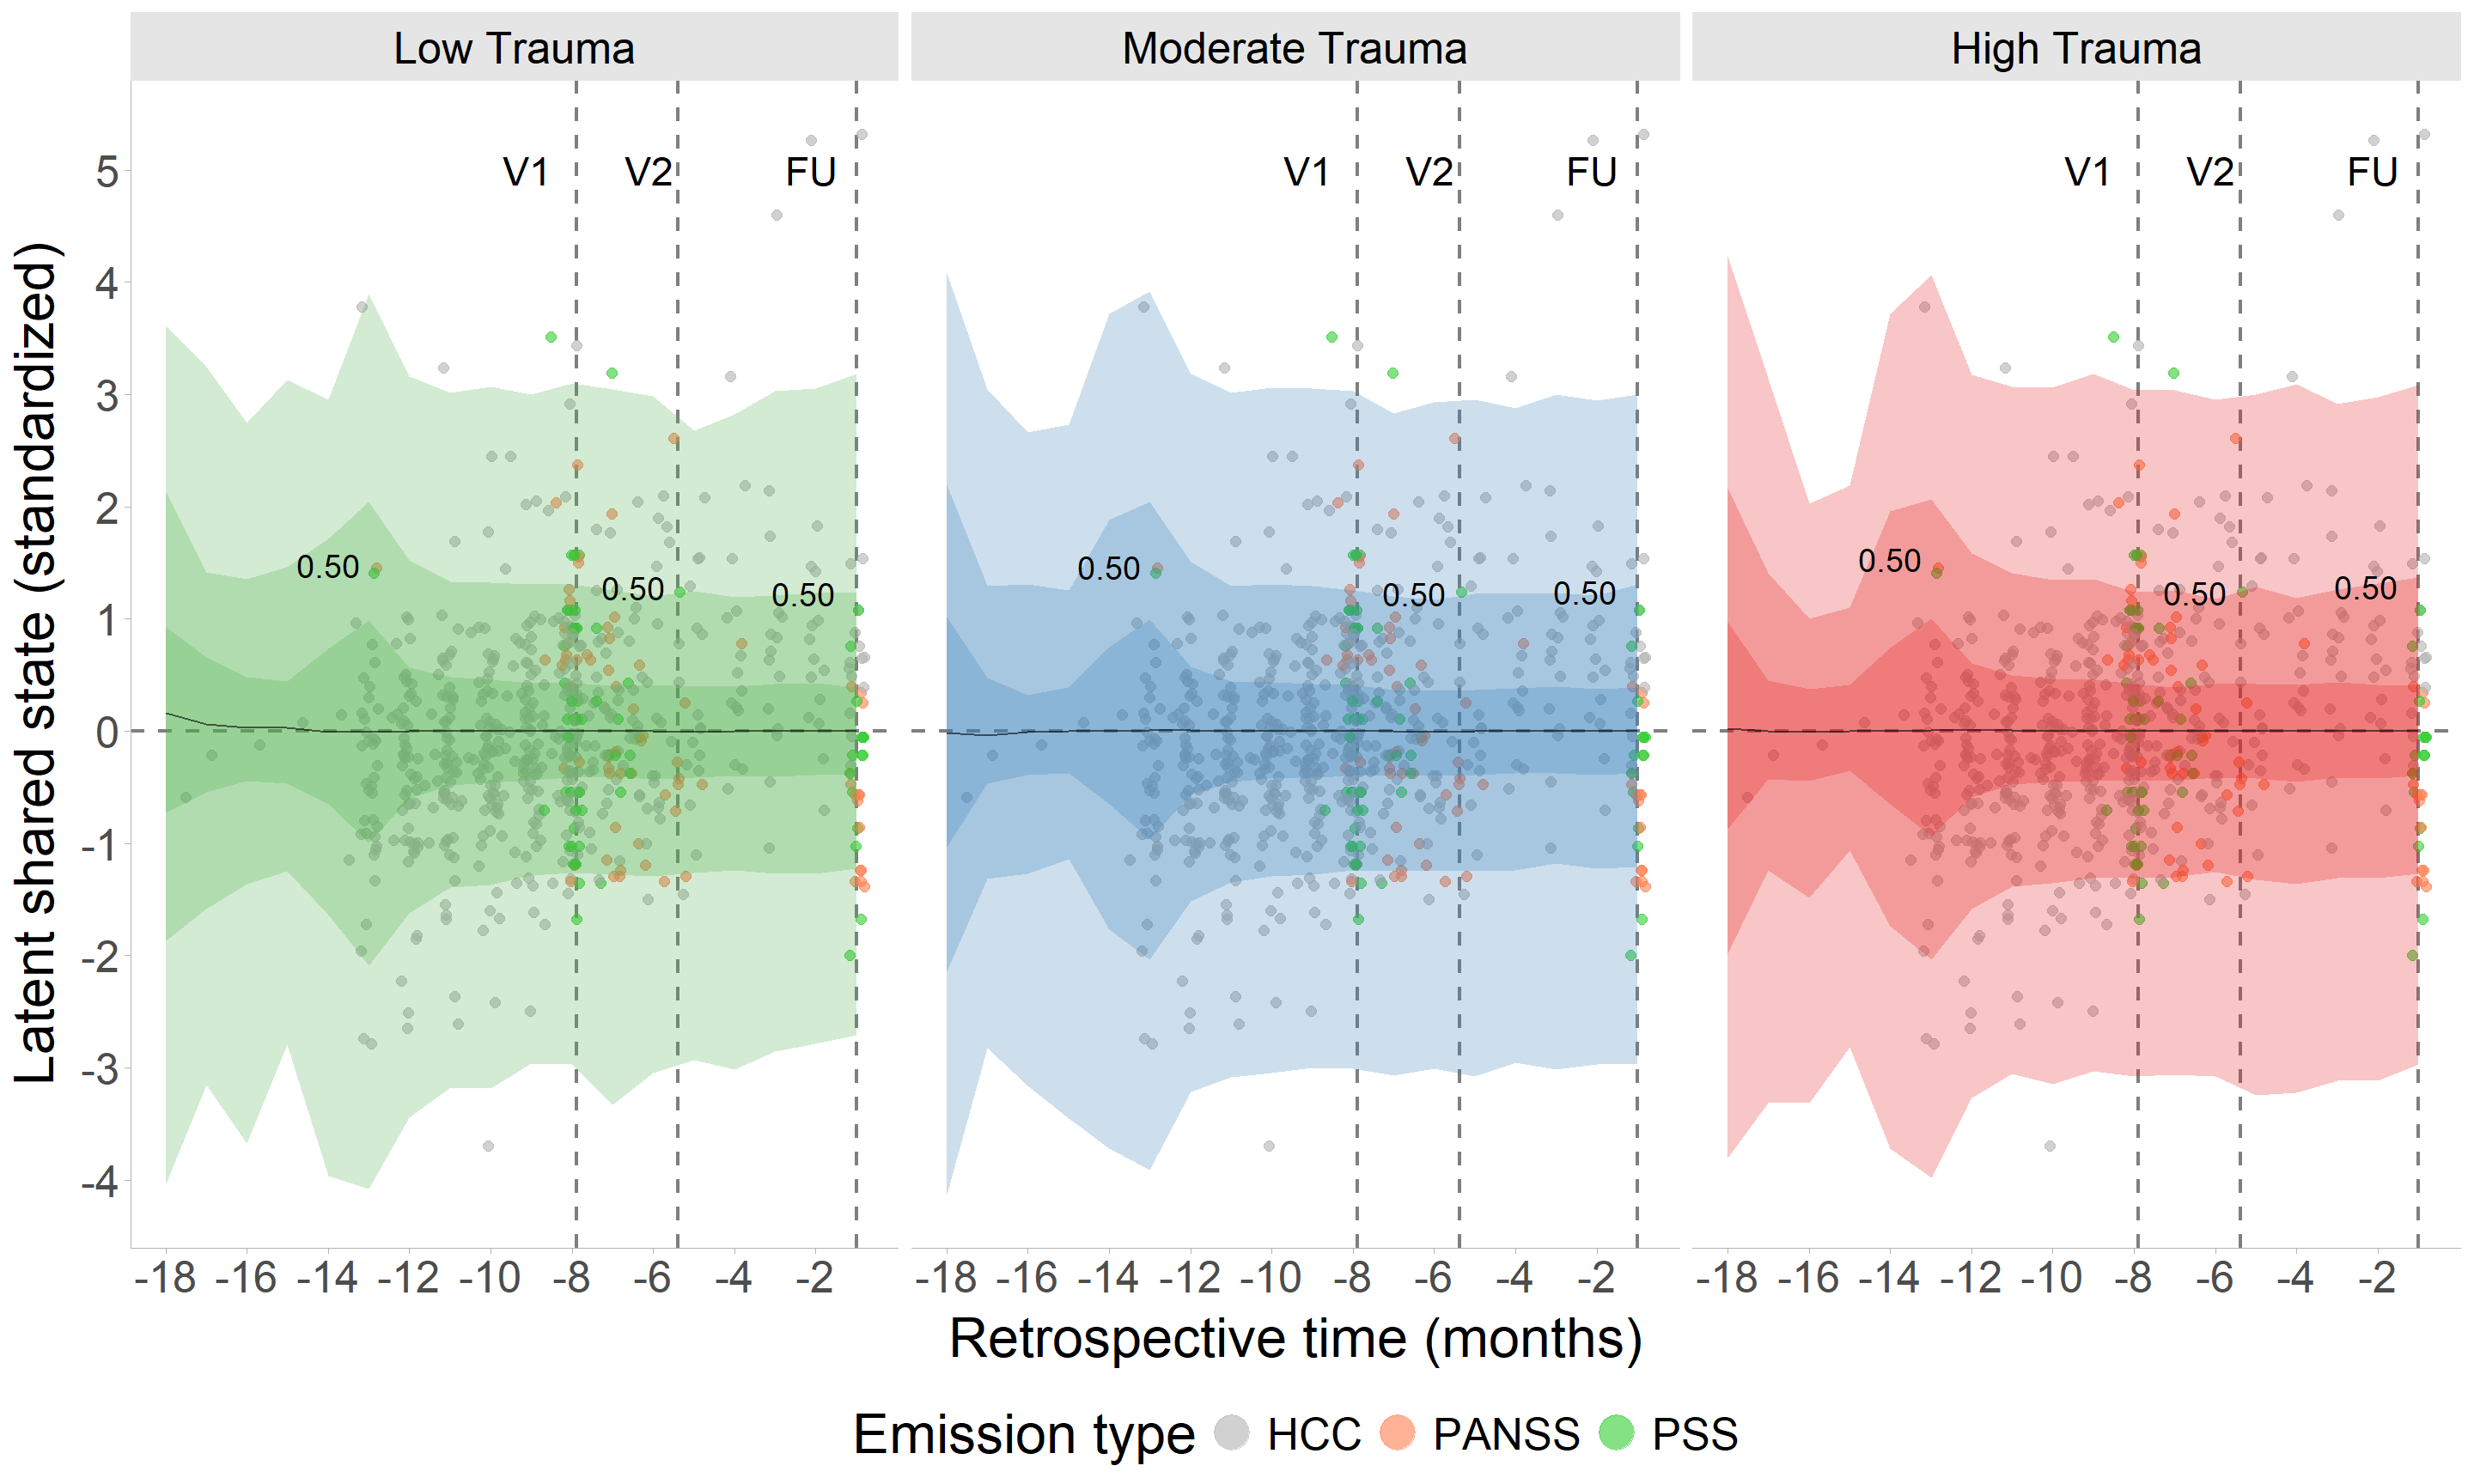 Low Trauma
Moderate Trauma
High Trauma
Latent shared state (standardized)
5
4
3
2
1
0
-1
-2
-3
-4
V1
V2
FU
0.50
0.50
0.50
V1
V2
FU
0.50
0.50
0.50
V1
V2
FU
0.50
0.50
0.50
-18 -16 -14 -12 -10 -8 -6 -4 -2
-18 -16 -14 -12 -10 -8 -6 -4 -2
-18 -16 -14 -12 -10 -8 -6 -4 -2
Retrospective time (months)
Emission type HCC PANSS PSS